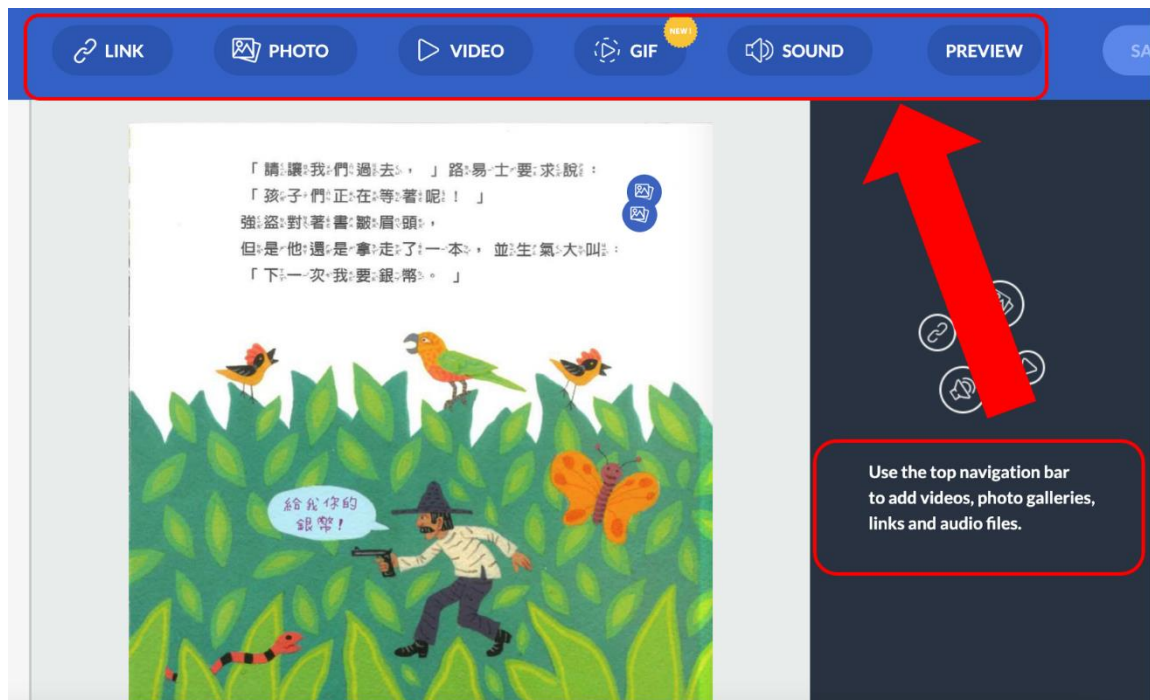 LINK
PHOTO
VIDEO
GIF
NEW!
SOUND
PREVIEW
SA
「請讓我們過去，」路易士要求說：
「孩子們正在等著呢！」
強盜對著書皺眉頭，
但是他還是拿走了一本，並生氣大叫：
「下一次我要銀幣。」
給我你的
銀幣！
Use the top navigation bar
to add videos, photo galleries,
links and audio files.